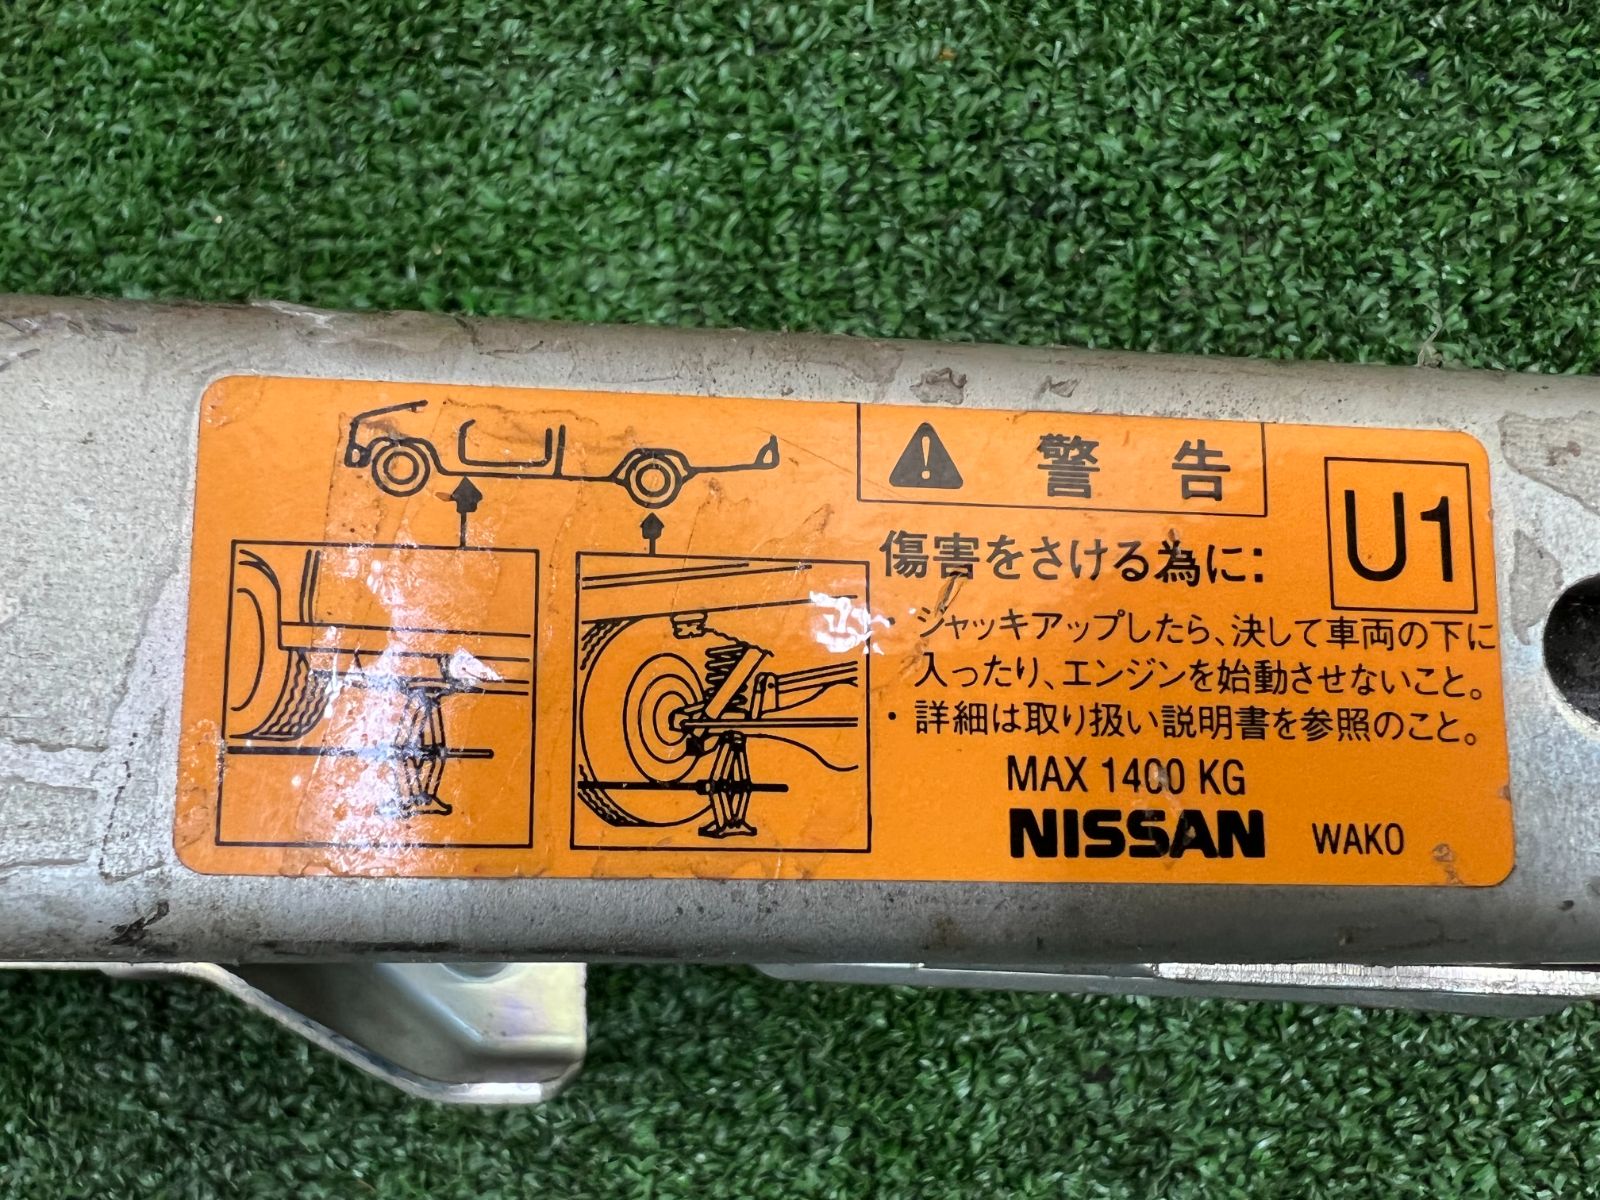 警告
U1
傷害をさける為に:
・ジャッキアップしたら、決して車両の下に
入ったり、エンジンを始動させないこと。
・詳細は取り扱い説明書を参照のこと。
MAX 1400 KG
NISSAN WAKO